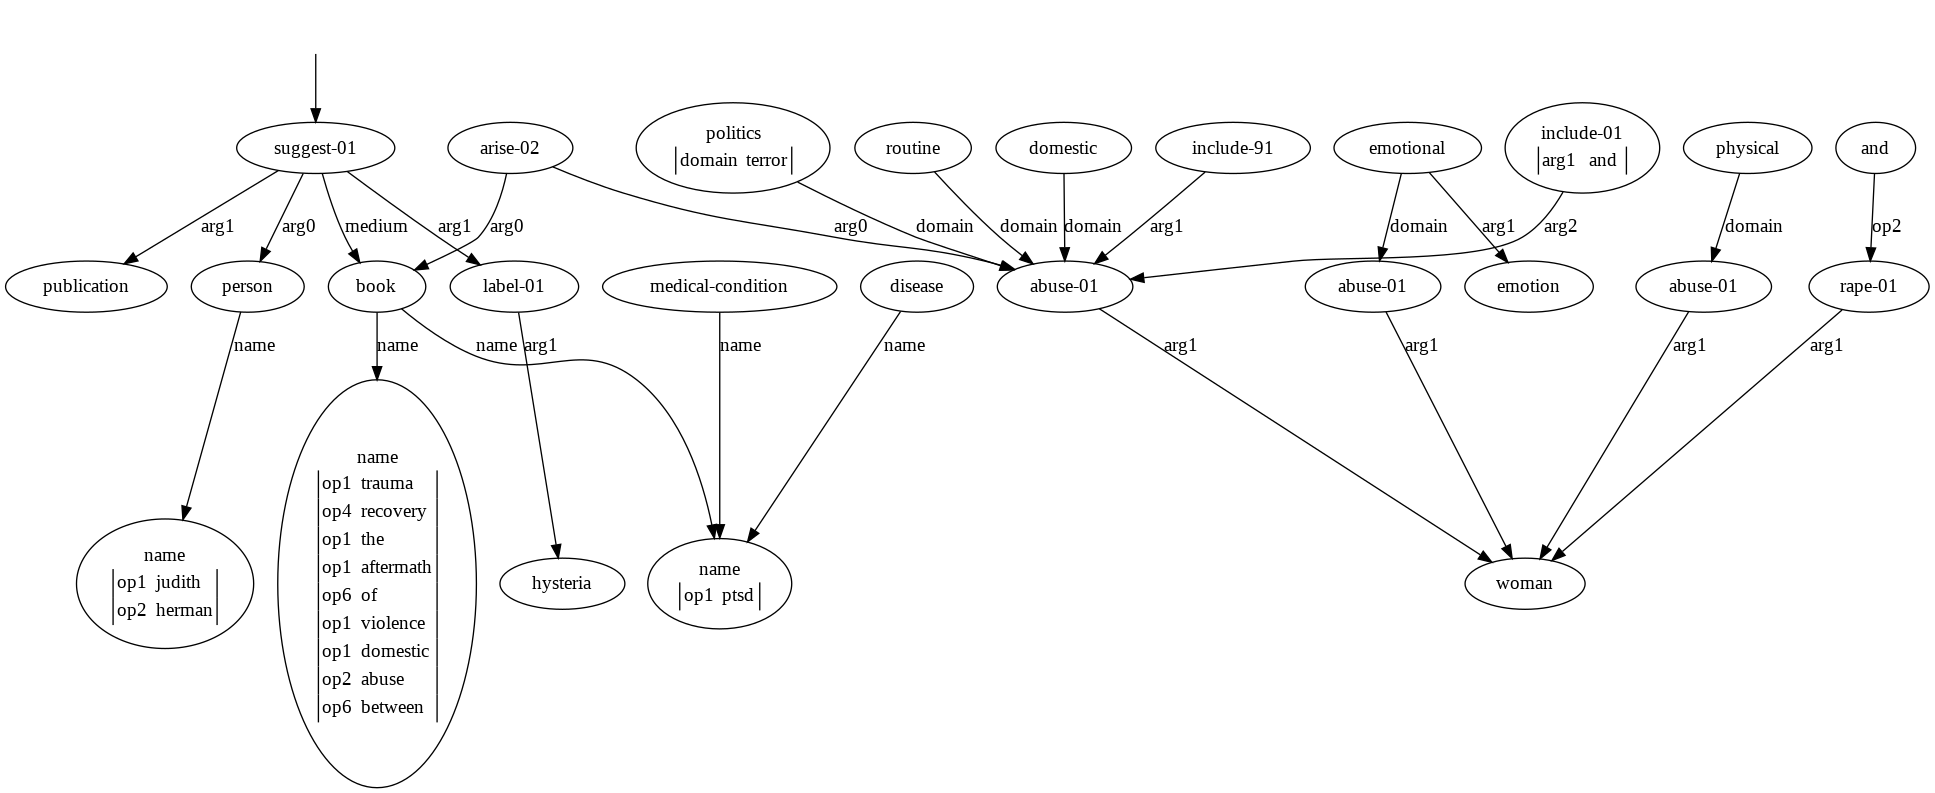 suggest-01
arise-02
politics
domain terror
routine
domestic
include-91
emotional
include-01
arg1 and
physical
and
arg1
arg0
medium
arg1
arg0
arg0
domain
domain
domain
arg1
domain
arg1
arg2
domain
op2
publication
person
book
label-01
medical-condition
disease
abuse-01
abuse-01
emotion
abuse-01
rape-01
name
name
name
arg1
name
name
arg1
arg1
arg1
arg1
name
op1 trauma
op4 recovery
op1 the
op1 aftermath
op6 of
op1 violence
op1 domestic
op2 abuse
op6 between
name
op1 judith
op2 herman
hysteria
name
op1 ptsd
woman